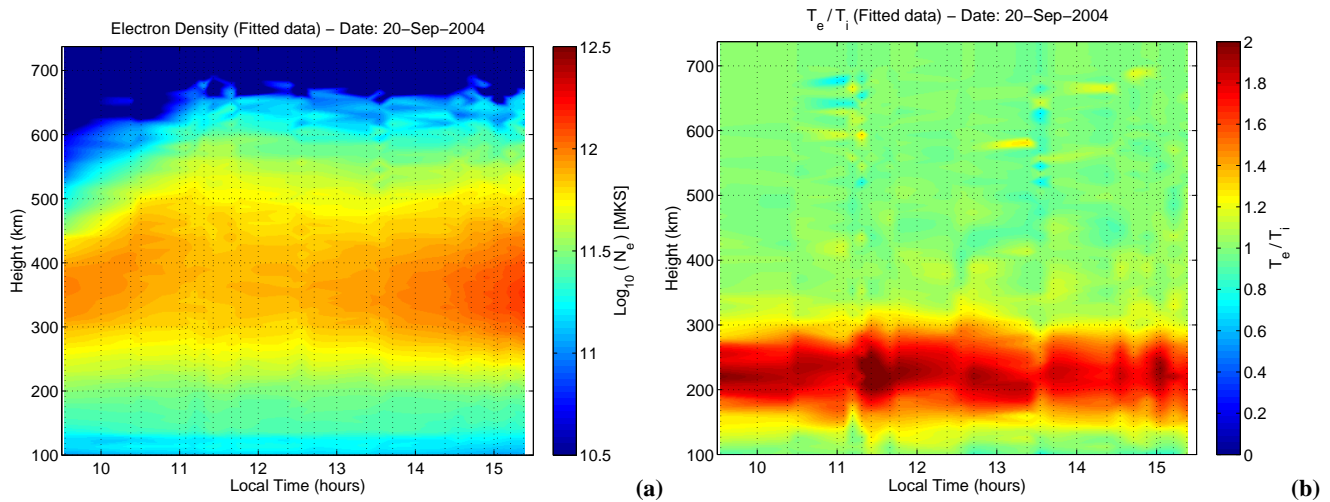 Electron Density (Fitted data) – Date: 20–Sep–2004
700
600
500
400
300
200
100
Height (km)
10 11 12 13 14 15
Local Time (hours)
12.5
12
11.5
11
10.5
Log10 ( Ne ) [MKS]
(a)
Te / Ti (Fitted data) – Date: 20–Sep–2004
700
600
500
400
300
200
100
Height (km)
10 11 12 13 14 15
Local Time (hours)
2
1.8
1.6
1.4
1.2
1
0.8
0.6
0.4
0.2
0
Te / Ti
(b)